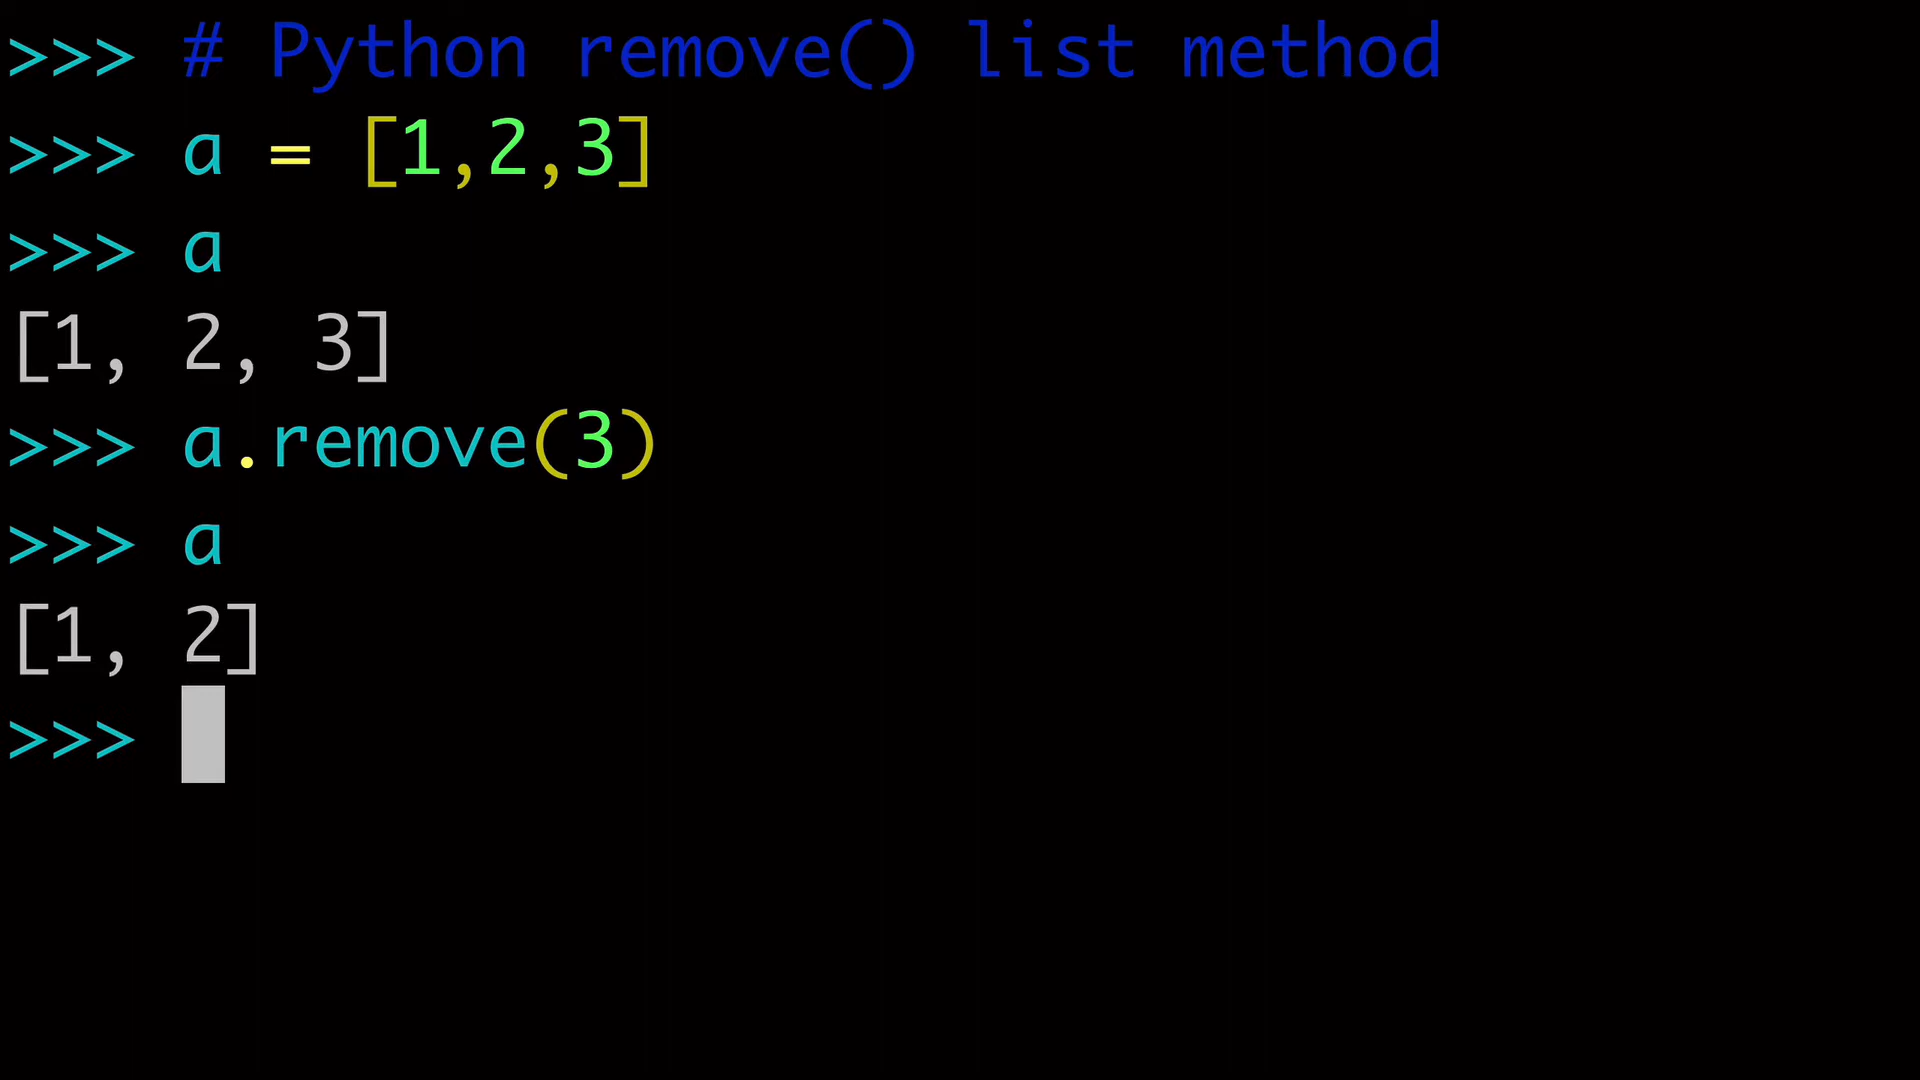 >>> # Python remove() list method
>>> a = [1,2,3]
>>> a
[1, 2, 3]
>>> a.remove(3)
>>> a
[1, 2]
>>>